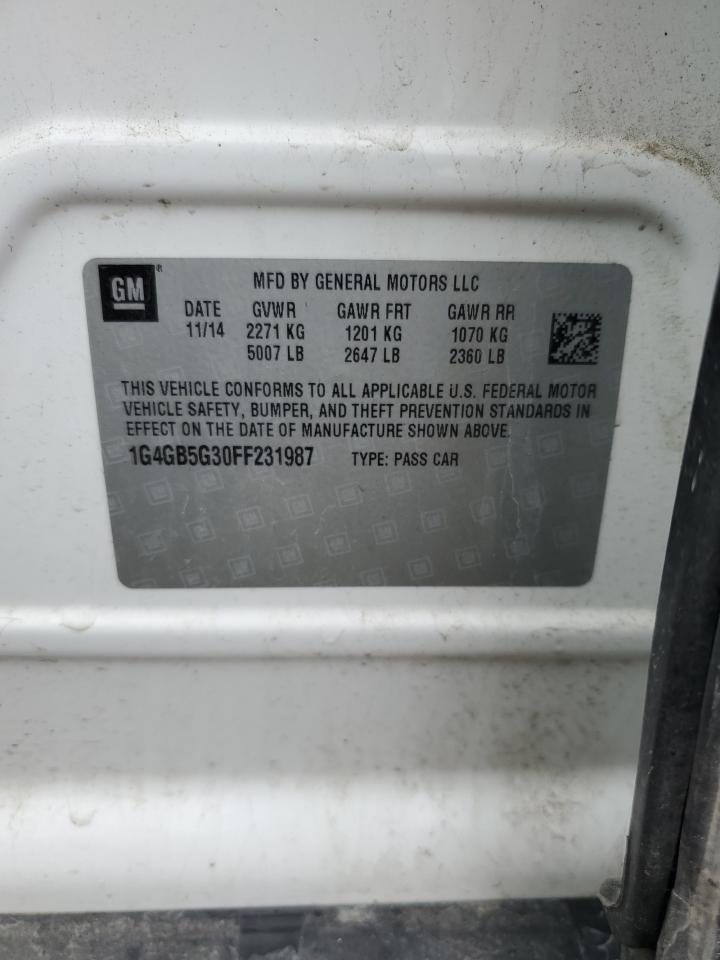 GM®
MFD BY GENERAL MOTORS LLC
DATE GVWR GAWR FRT GAWR RR
11/14 2271 KG 1201 KG 1070 KG
5007 LB 2647 LB 2360 LB
THIS VEHICLE CONFORMS TO ALL APPLICABLE U.S. FEDERAL MOTOR
VEHICLE SAFETY, BUMPER, AND THEFT PREVENTION STANDARDS IN
EFFECT ON THE DATE OF MANUFACTURE SHOWN ABOVE.
1G4GB5G30FF231987 TYPE: PASS CAR